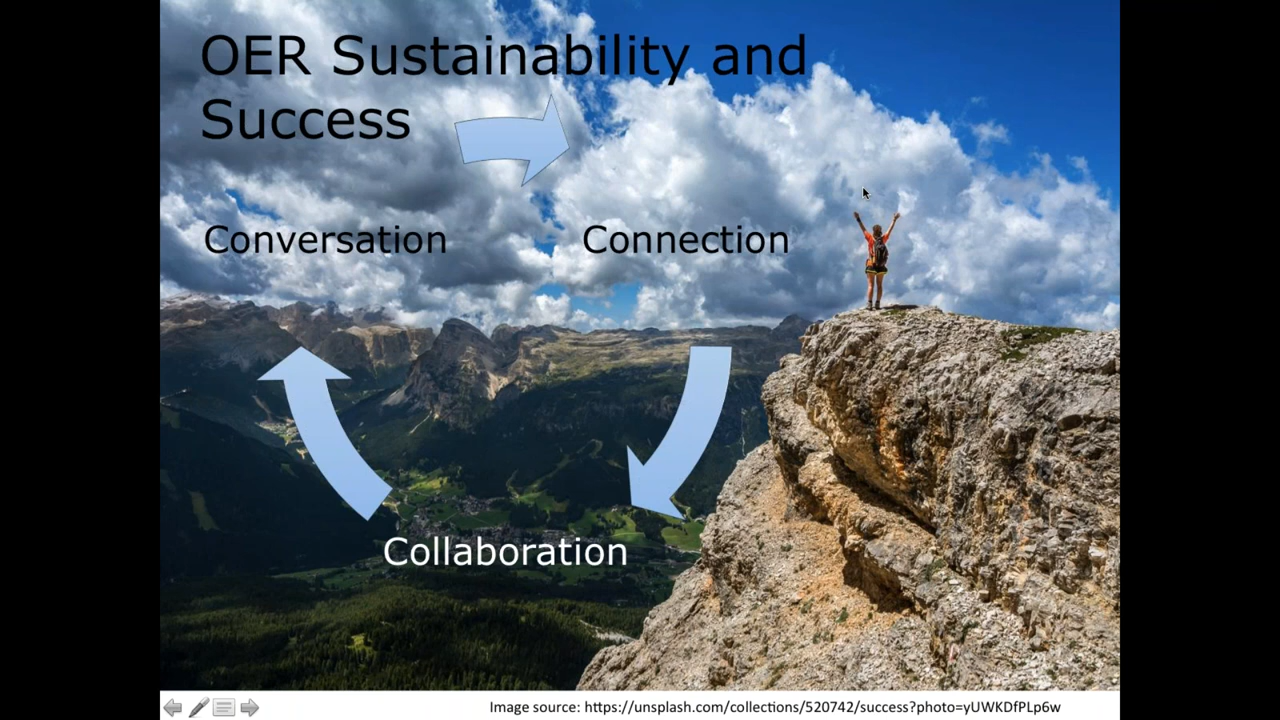 OER Sustainability and
Success
Conversation
Connection
Collaboration
Image source: https://unsplash.com/collections/520742/success?photo=yUWKDfPLp6w